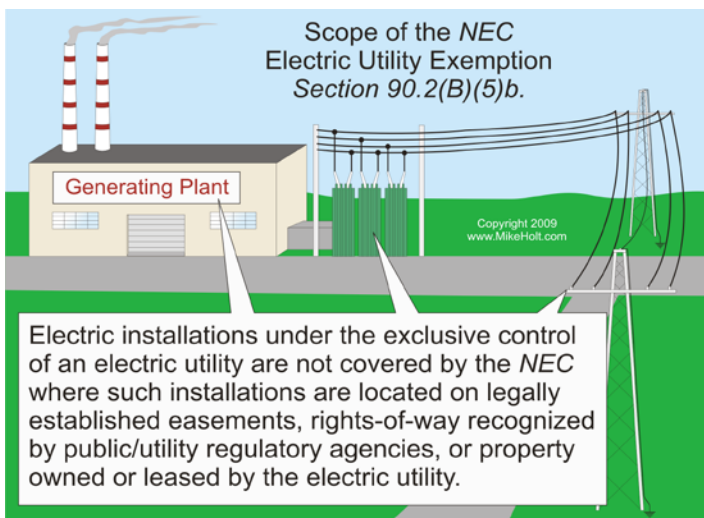 Scope of the NEC
Electric Utility Exemption
Section 90.2(B)(5)b.
Generating Plant
Copyright 2009
www.MikeHolt.com
Electric installations under the exclusive control
of an electric utility are not covered by the NEC
where such installations are located on legally
established easements, rights-of-way recognized
by public/utility regulatory agencies, or property
owned or leased by the electric utility.